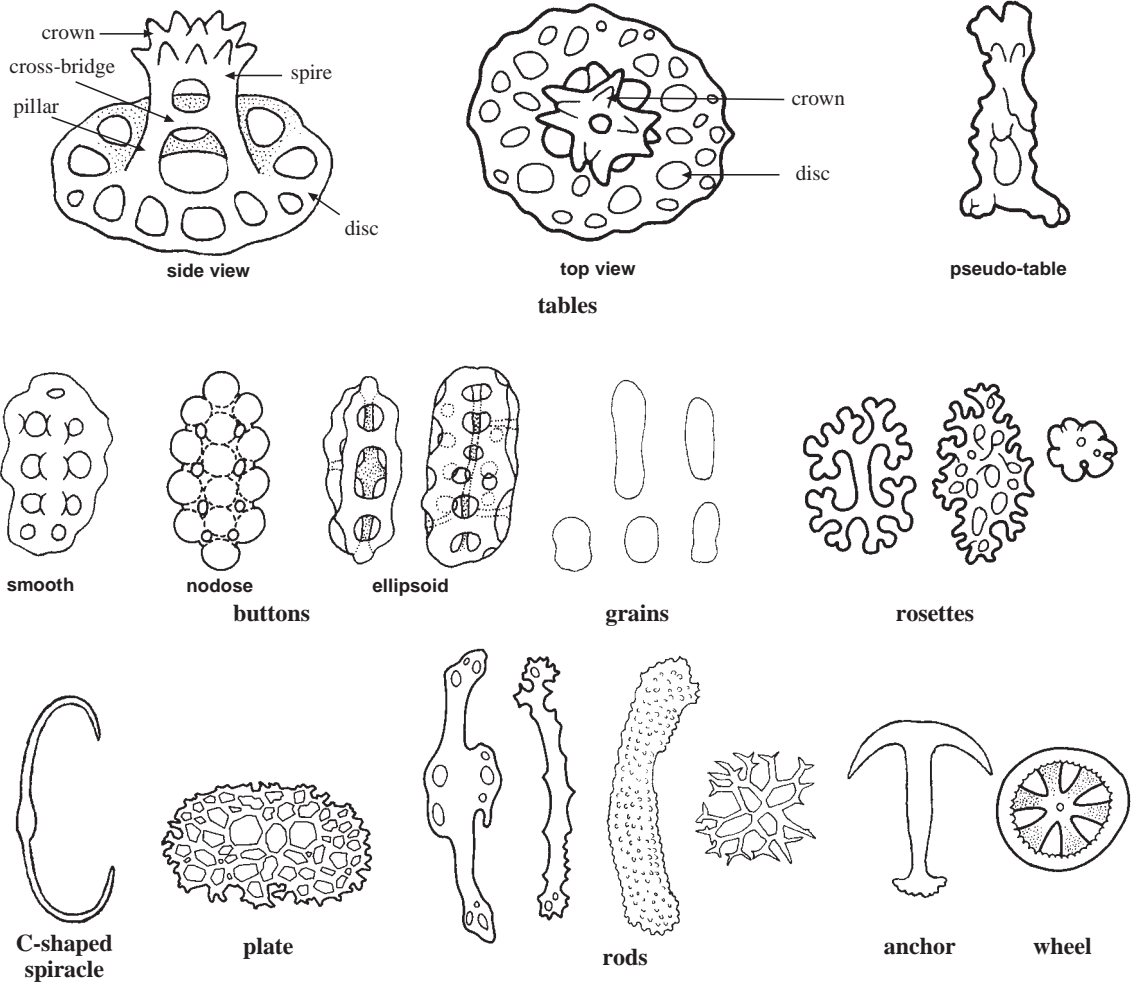 crown
cross-bridge
pillar
spire
disc
side view
crown
disc
top view
pseudo-table
tables
smooth
nodose
ellipsoid
buttons
grains
rosettes
C-shaped
spiracle
plate
rods
anchor
wheel